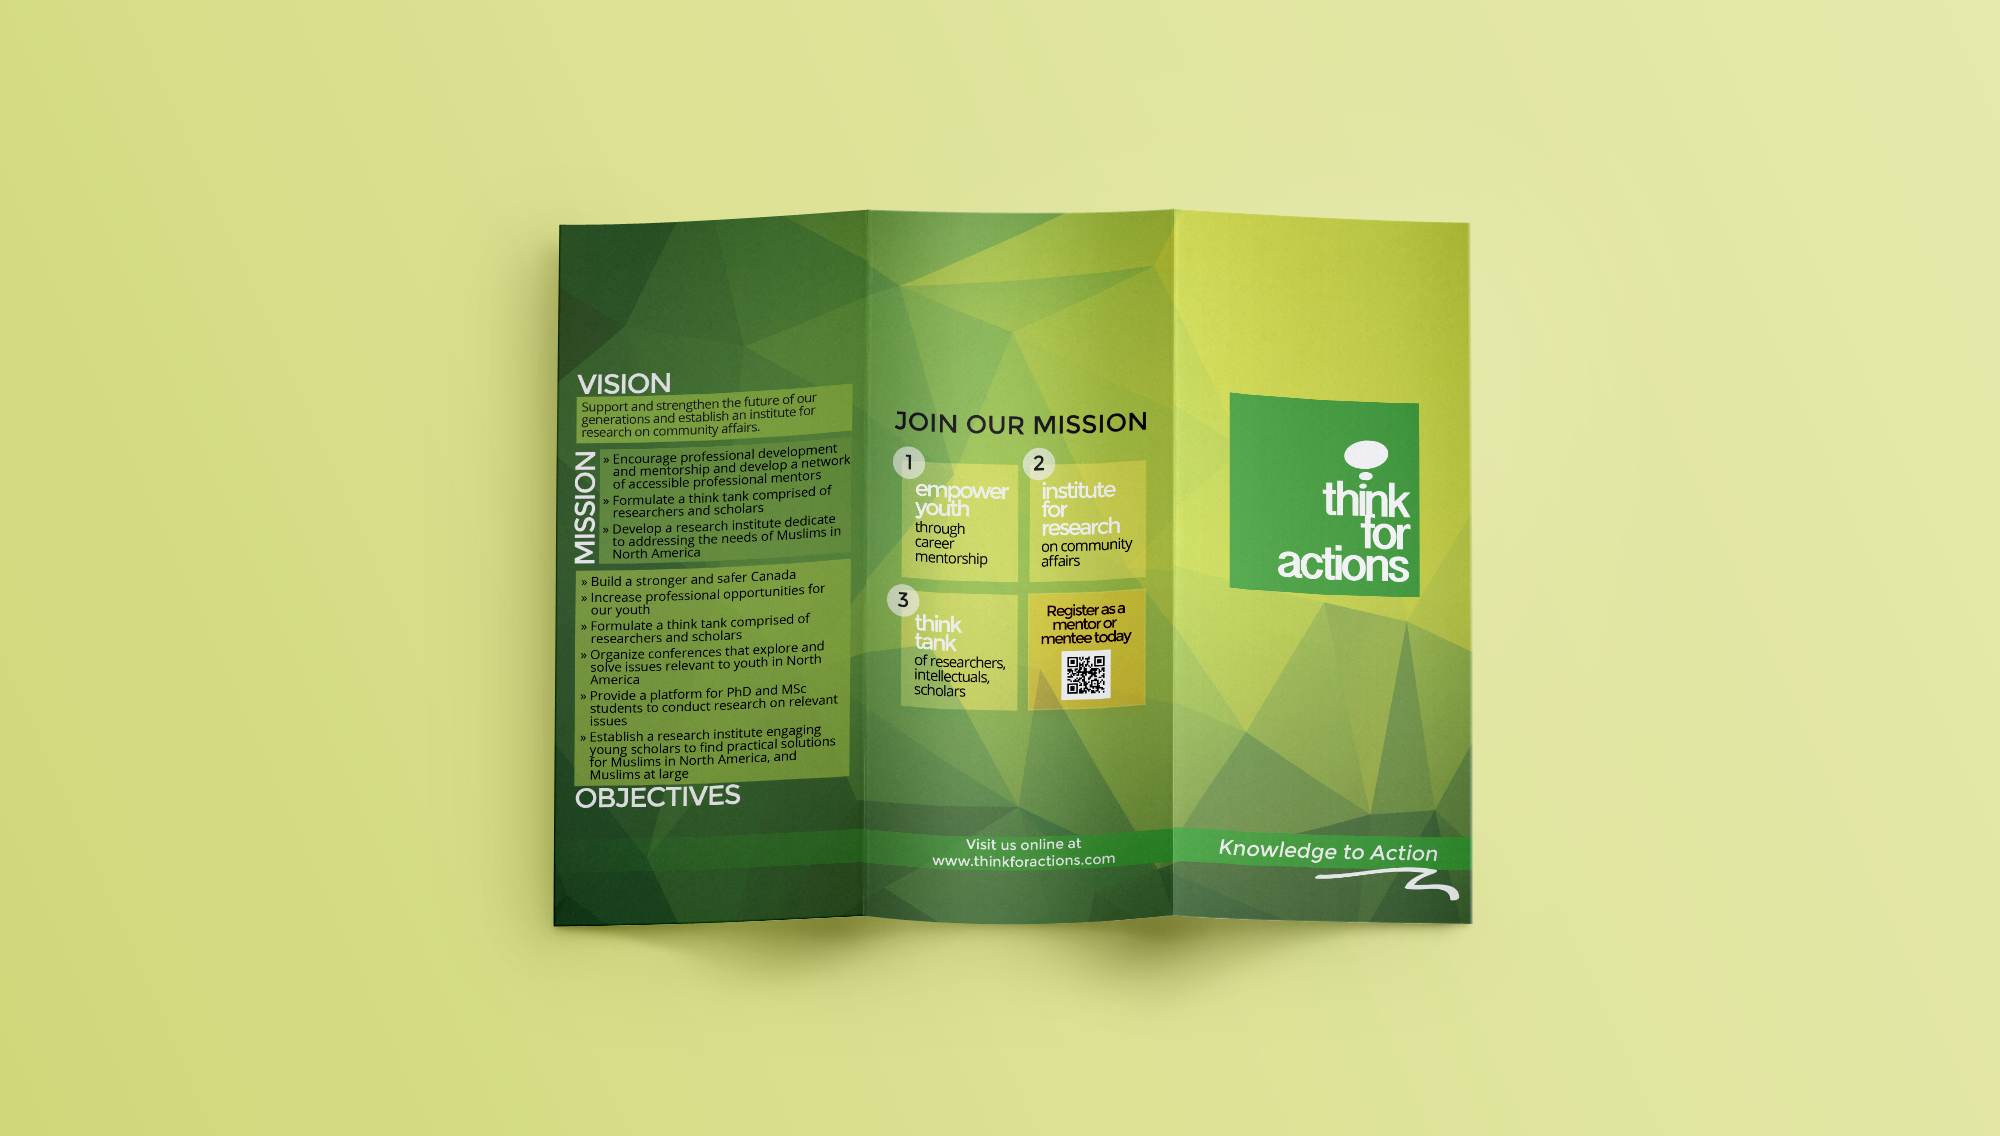 VISION
Support and strengthen the future of our
generations and establish an institute for
research on community affairs.
MISSION
» Encourage professional development
and mentorship and develop a network
of accessible professional mentors
» Formulate a think tank comprised of
researchers and scholars
» Develop a research institute dedicate
to addressing the needs of Muslims in
North America
» Build a stronger and safer Canada
» Increase professional opportunities for
our youth
» Formulate a think tank comprised of
researchers and scholars
» Organize conferences that explore and
solve issues relevant to youth in North
America
» Provide a platform for PhD and MSc
students to conduct research on relevant
issues
» Establish a research institute engaging
young scholars to find practical solutions
for Muslims in North America, and
Muslims at large
OBJECTIVES
JOIN OUR MISSION
1
empower
youth
through
career
mentorship
2
institute
for
research
on community
affairs
3
think
tank
of researchers,
intellectuals,
scholars
Register as a
mentor or
mentee today
Visit us online at
www.thinkforactions.com
think
for
actions
Knowledge to Action